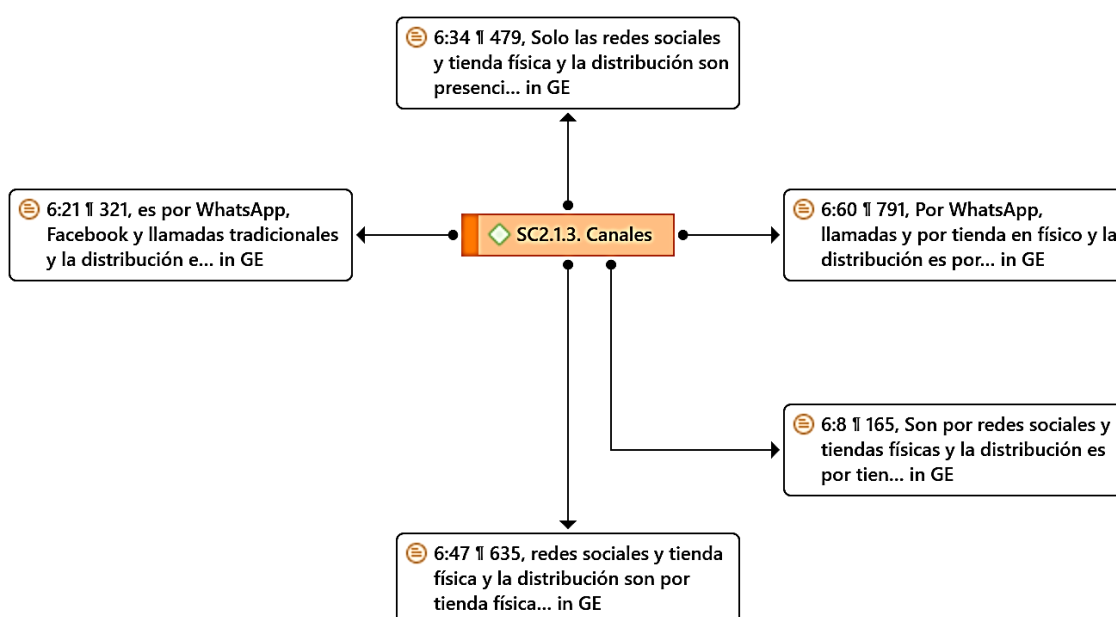 6:34 ¶ 479, Solo las redes sociales
y tienda física y la distribución son
presenci... in GE
6:21 ¶ 321, es por WhatsApp,
Facebook y llamadas tradicionales
y la distribución e... in GE
SC2.1.3. Canales
6:60 ¶ 791, Por WhatsApp,
llamadas y por tienda en físico y la
distribución es por... in GE
6:8 ¶ 165, Son por redes sociales y
tiendas físicas y la distribución es
por tien... in GE
6:47 ¶ 635, redes sociales y tienda
física y la distribución son por
tienda física... in GE